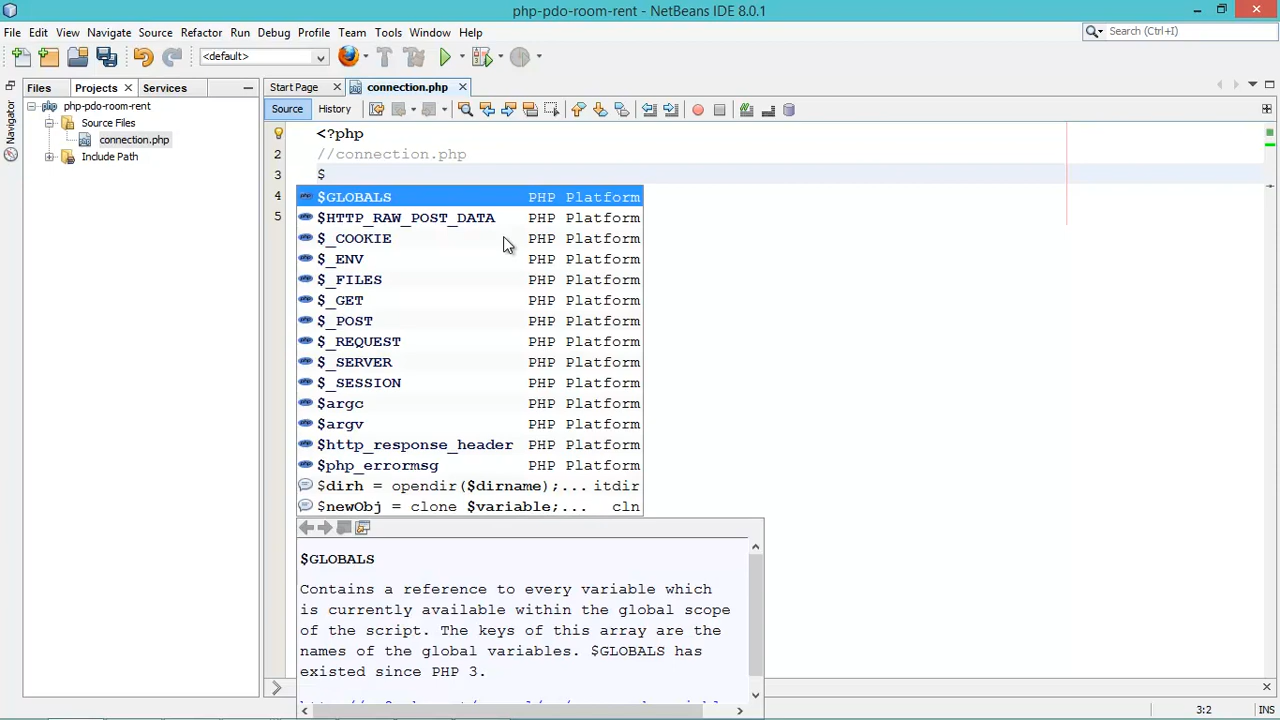 php-pdo-room-rent - NetBeans IDE 8.0.1
File Edit View Navigate Source Refactor Run Debug Profile Team Tools Window Help
Search (Ctrl+I)
<default>
Files Projects Services
Start Page connection.php
Navigator
php-pdo-room-rent
Source History
Source Files
connection.php
Include Path
1 <?php
2 //connection.php
3 $
4
5
$GLOBALS PHP Platform
$HTTP_RAW_POST_DATA PHP Platform
$_COOKIE PHP Platform
$_ENV PHP Platform
$_FILES PHP Platform
$_GET PHP Platform
$_POST PHP Platform
$_REQUEST PHP Platform
$_SERVER PHP Platform
$_SESSION PHP Platform
$argc PHP Platform
$argv PHP Platform
$http_response_header PHP Platform
$php_errormsg PHP Platform
$dirh = opendir($dirname);... itdir
$newObj = clone $variable;... cln
$GLOBALS
Contains a reference to every variable which
is currently available within the global scope
of the script. The keys of this array are the
names of the global variables. $GLOBALS has
existed since PHP 3.
3:2 INS